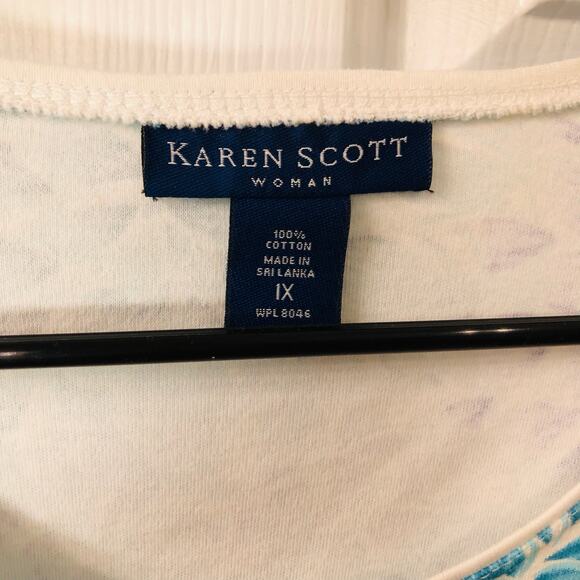 KAREN SCOTT
WOMAN
100%
COTTON
MADE IN
SRI LANKA
1X
WPL 8046